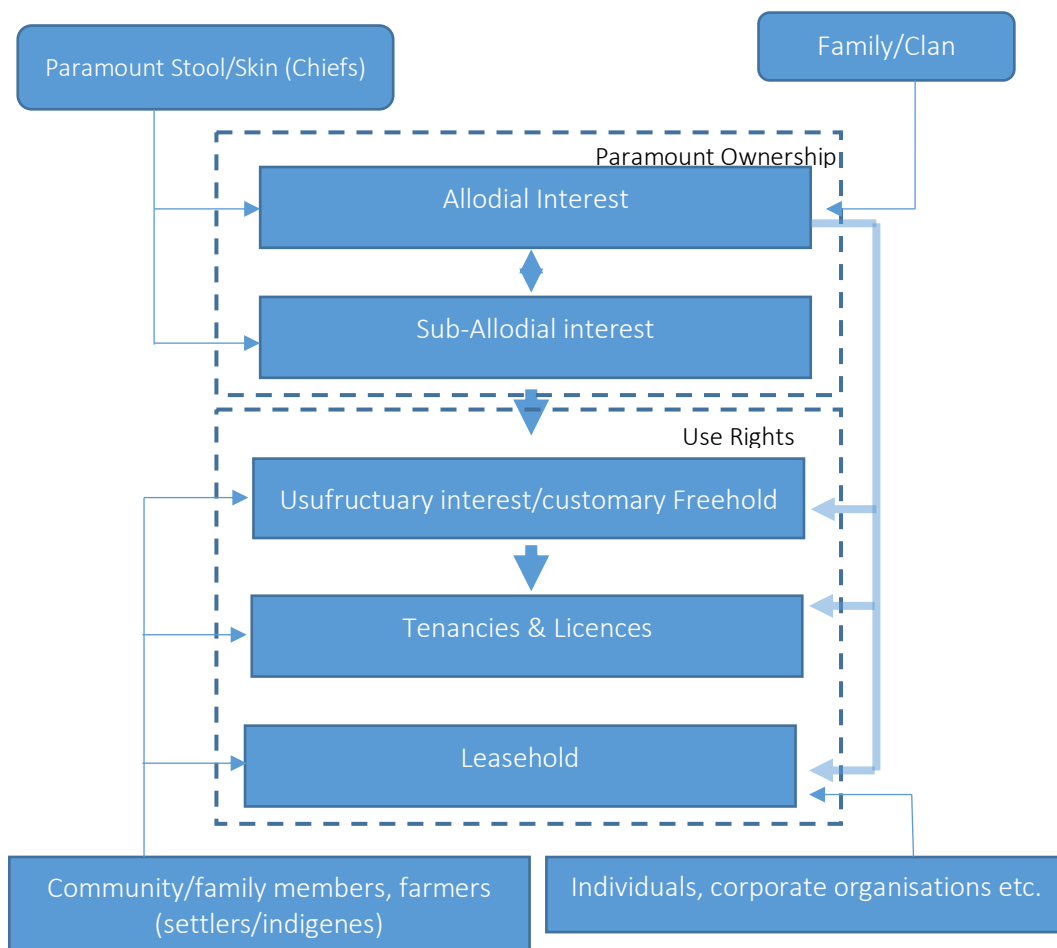 Paramount Stool/Skin (Chiefs)
Family/Clan
Paramount Ownership
Allodial Interest
Sub-Allodial interest
Use Rights
Usufructuary interest/customary Freehold
Tenancies & Licences
Leasehold
Community/family members, farmers
(settlers/indigenes)
Individuals, corporate organisations etc.